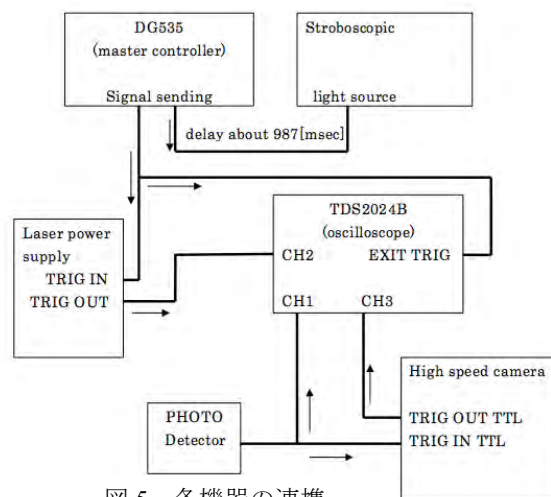 DG535
(master controller)
Signal sending
Stroboscopic
light source
delay about 987[msec]
Laser power
supply
TRIG IN
TRIG OUT
TDS2024B
(oscilloscope)
CH2 EXIT TRIG
CH1 CH3
High speed camera
TRIG OUT TTL
TRIG IN TTL
PHOTO
Detector
図 5 各機器の連携